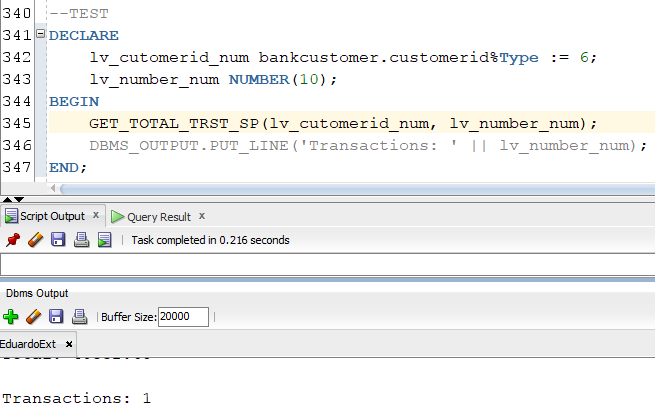 340 --TEST
341 DECLARE
342 lv_cutomerid_num bankcustomer.customerid%Type := 6;
343 lv_number_num NUMBER(10);
344 BEGIN
345 GET_TOTAL_TRST_SP(lv_cutomerid_num, lv_number_num);
346 DBMS_OUTPUT.PUT_LINE('Transactions: ' || lv_number_num);
347 END;
Script Output x Query Result x
Task completed in 0.216 seconds
Dbms Output
Buffer Size: 20000
EduardoExt x
Transactions: 1